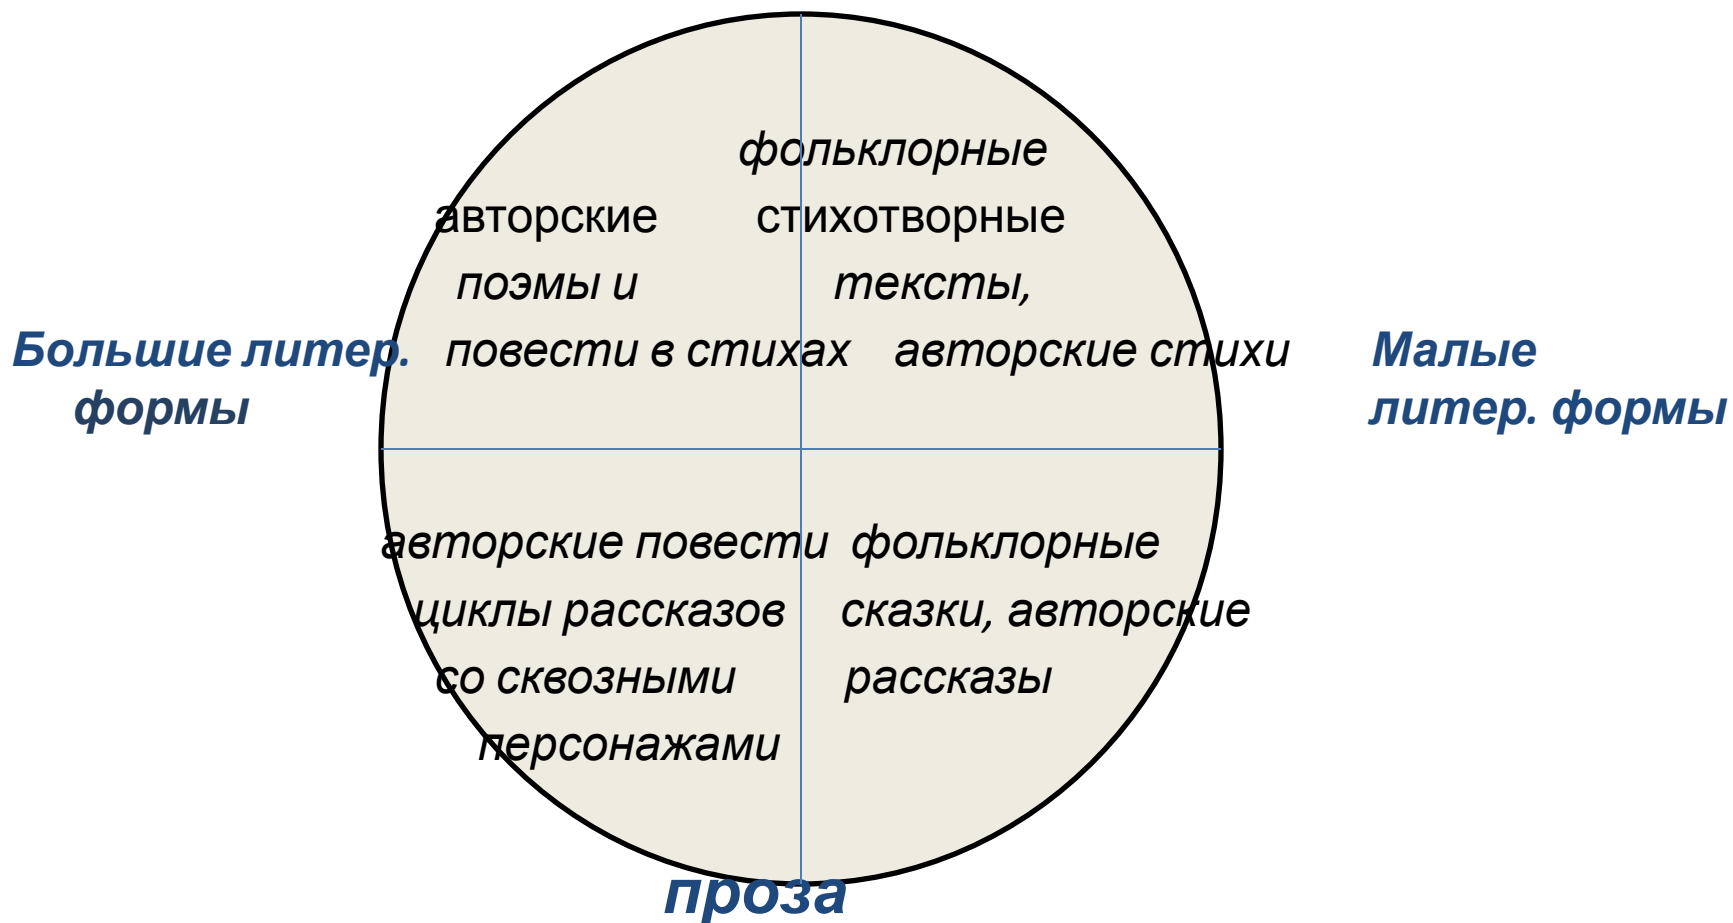 фольклорные
авторские стихотворные
поэмы и тексты,
Большие литер. повести в стихах авторские стихи Малые
формы литер. формы
авторские повести фольклорные
циклы рассказов сказки, авторские
со сквозными рассказы
персонажами
проза